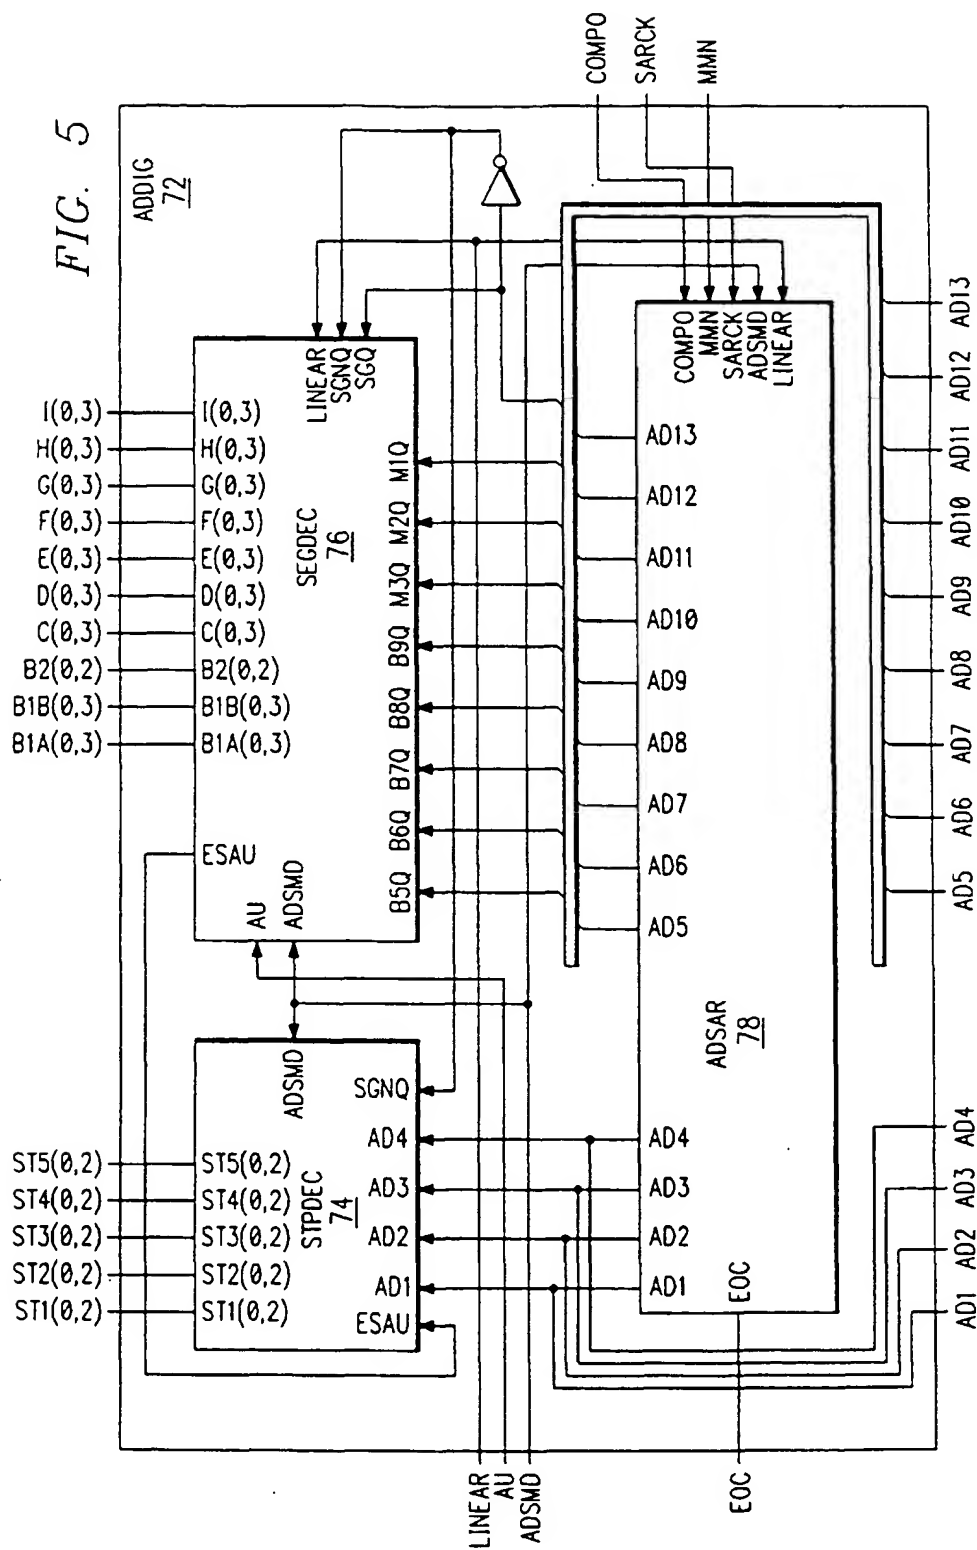 FIG. 5
ADDIG
72
COMPO
SARCK
MMN
I(0,3)
H(0,3)
G(0,3)
F(0,3)
E(0,3)
D(0,3)
C(0,3)
B2(0,2)
B1B(0,3)
B1A(0,3)
I(0,3)
H(0,3)
G(0,3)
F(0,3)
E(0,3)
D(0,3)
C(0,3)
B2(0,2)
B1B(0,3)
B1A(0,3)
ESAU
AU
ADSMD
SEGDEC
76
LINEAR
SGNQ
SGQ
M1Q
M2Q
M3Q
B9Q
B8Q
B7Q
B6Q
B5Q
ST5(0,2)
ST4(0,2)
ST3(0,2)
ST2(0,2)
ST1(0,2)
ST5(0,2)
ST4(0,2)
ST3(0,2)
ST2(0,2)
ST1(0,2)
STPDEC
74
ADSMD
SGNQ
AD4
AD3
AD2
AD1
ESAU
COMPO
MMN
SARCK
ADSMD
LINEAR
AD13
AD12
AD11
AD10
AD9
AD8
AD7
AD6
AD5
ADSAR
78
AD4
AD3
AD2
AD1
EOC
LINEAR
AU
ADSMD
EOC
AD13
AD12
AD11
AD10
AD9
AD8
AD7
AD6
AD5
AD4
AD3
AD2
AD1